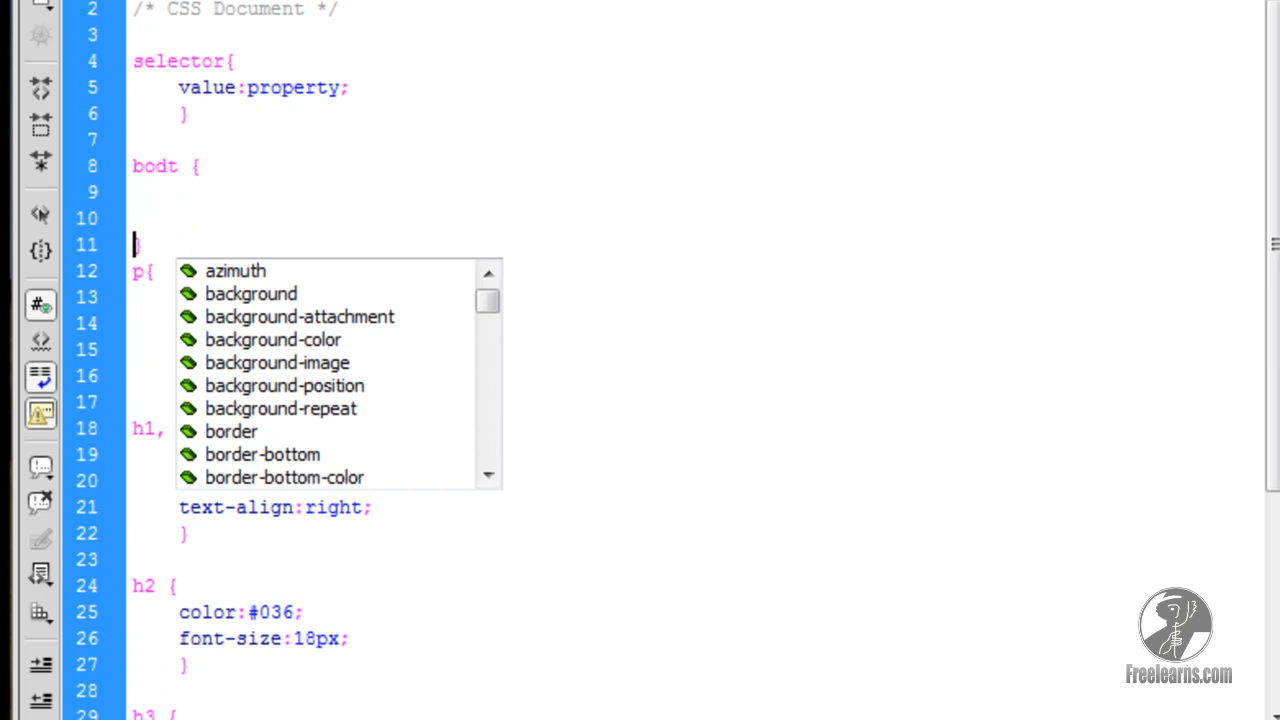 2 /* CSS Document */
3
4 selector{
5 value:property;
6 }
7
8 bodt {
9
10
11 }
12 p{
azimuth
background
background-attachment
background-color
background-image
background-position
background-repeat
border
border-bottom
border-bottom-color
13
14
15
16
17
18 h1,
19
20
21 text-align:right;
22 }
23
24 h2 {
25 color:#036;
26 font-size:18px;
27 }
28
29 h3 {
Freelearns.com